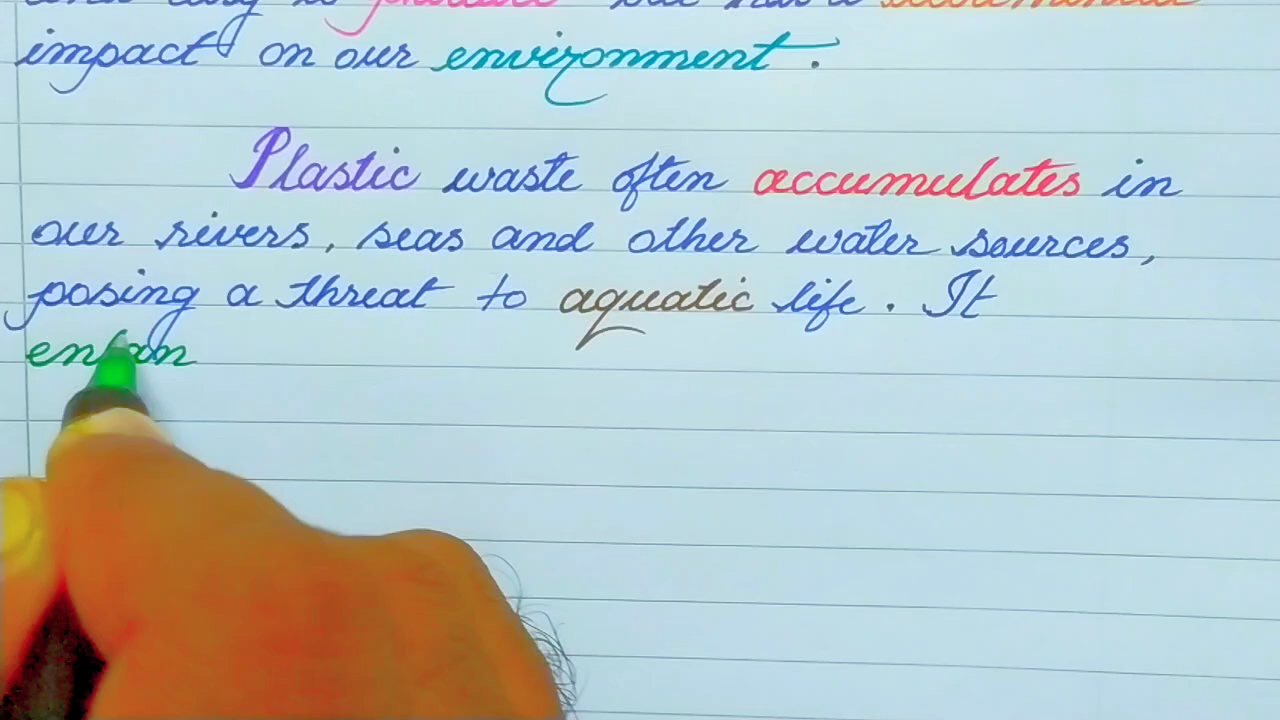 impact on our environment.
Plastic waste often accumulates in
our rivers, seas and other water sources,
posing a threat to aquatic life. It